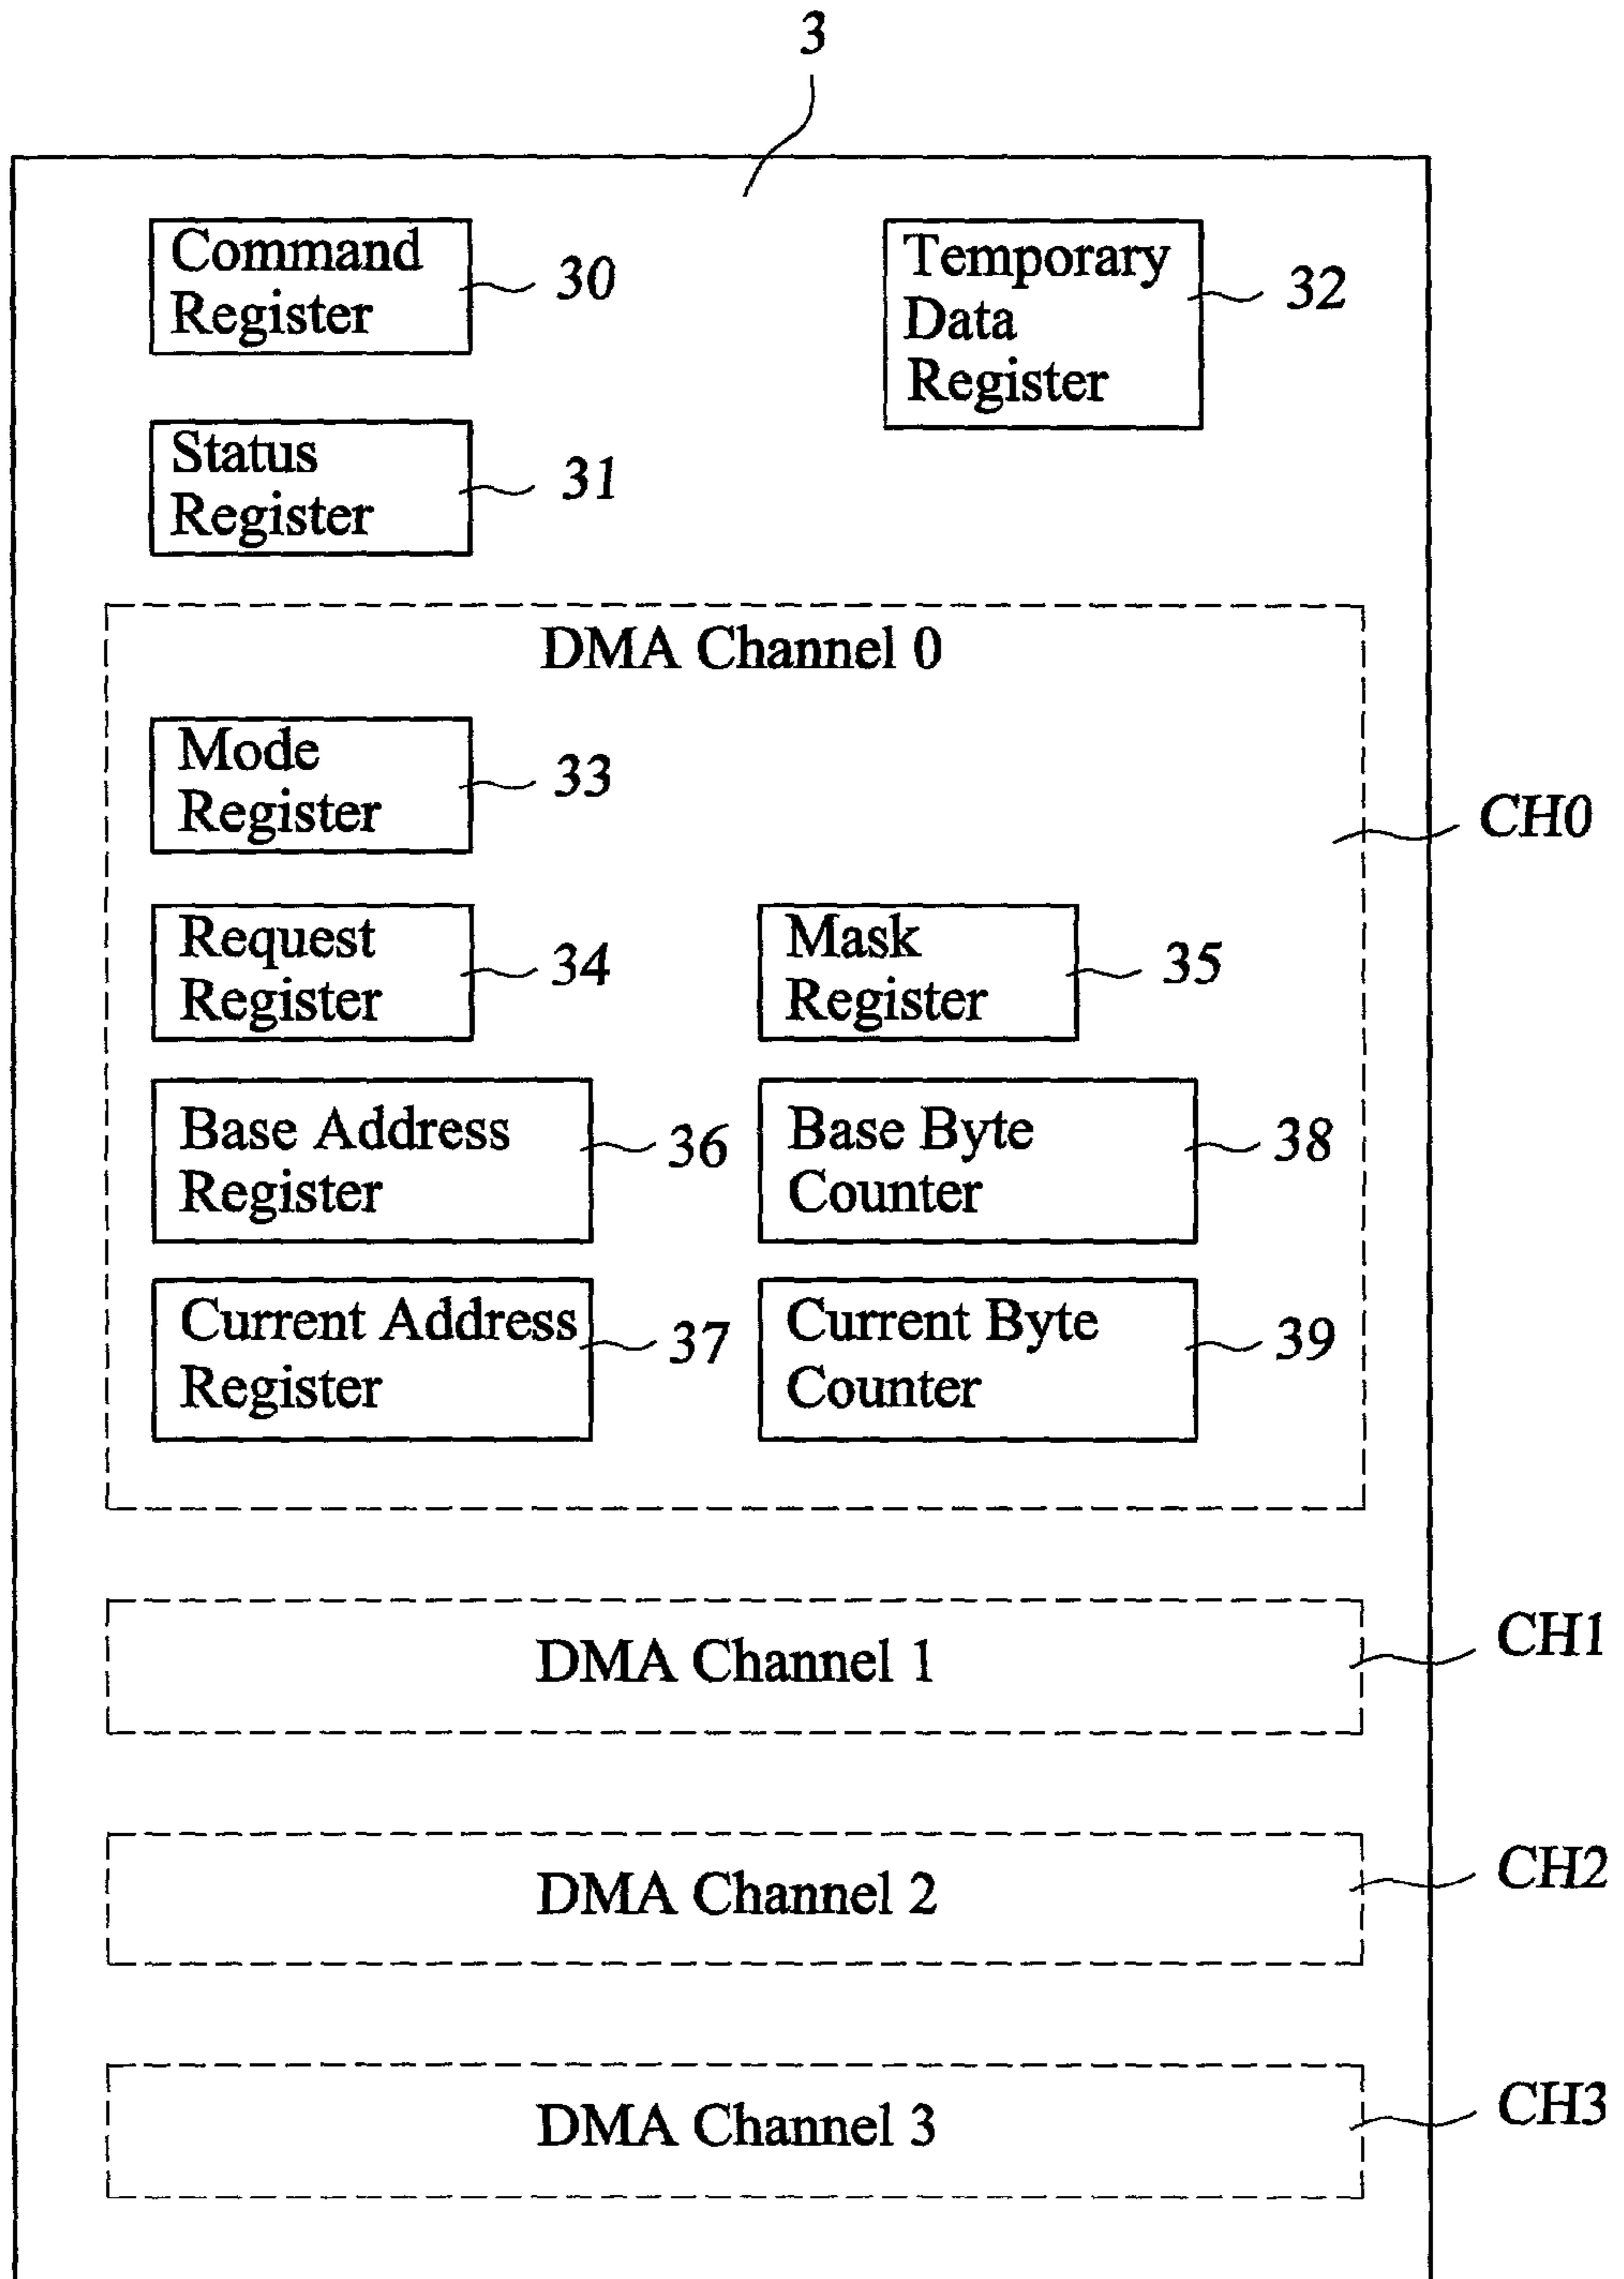 3
Command
Register
30
Temporary
Data
Register
32
Status
Register
31
DMA Channel 0
Mode
Register
33
CH0
Request
Register
34
Mask
Register
35
Base Address
Register
36
Base Byte
Counter
38
Current Address
Register
37
Current Byte
Counter
39
DMA Channel 1
CH1
DMA Channel 2
CH2
DMA Channel 3
CH3